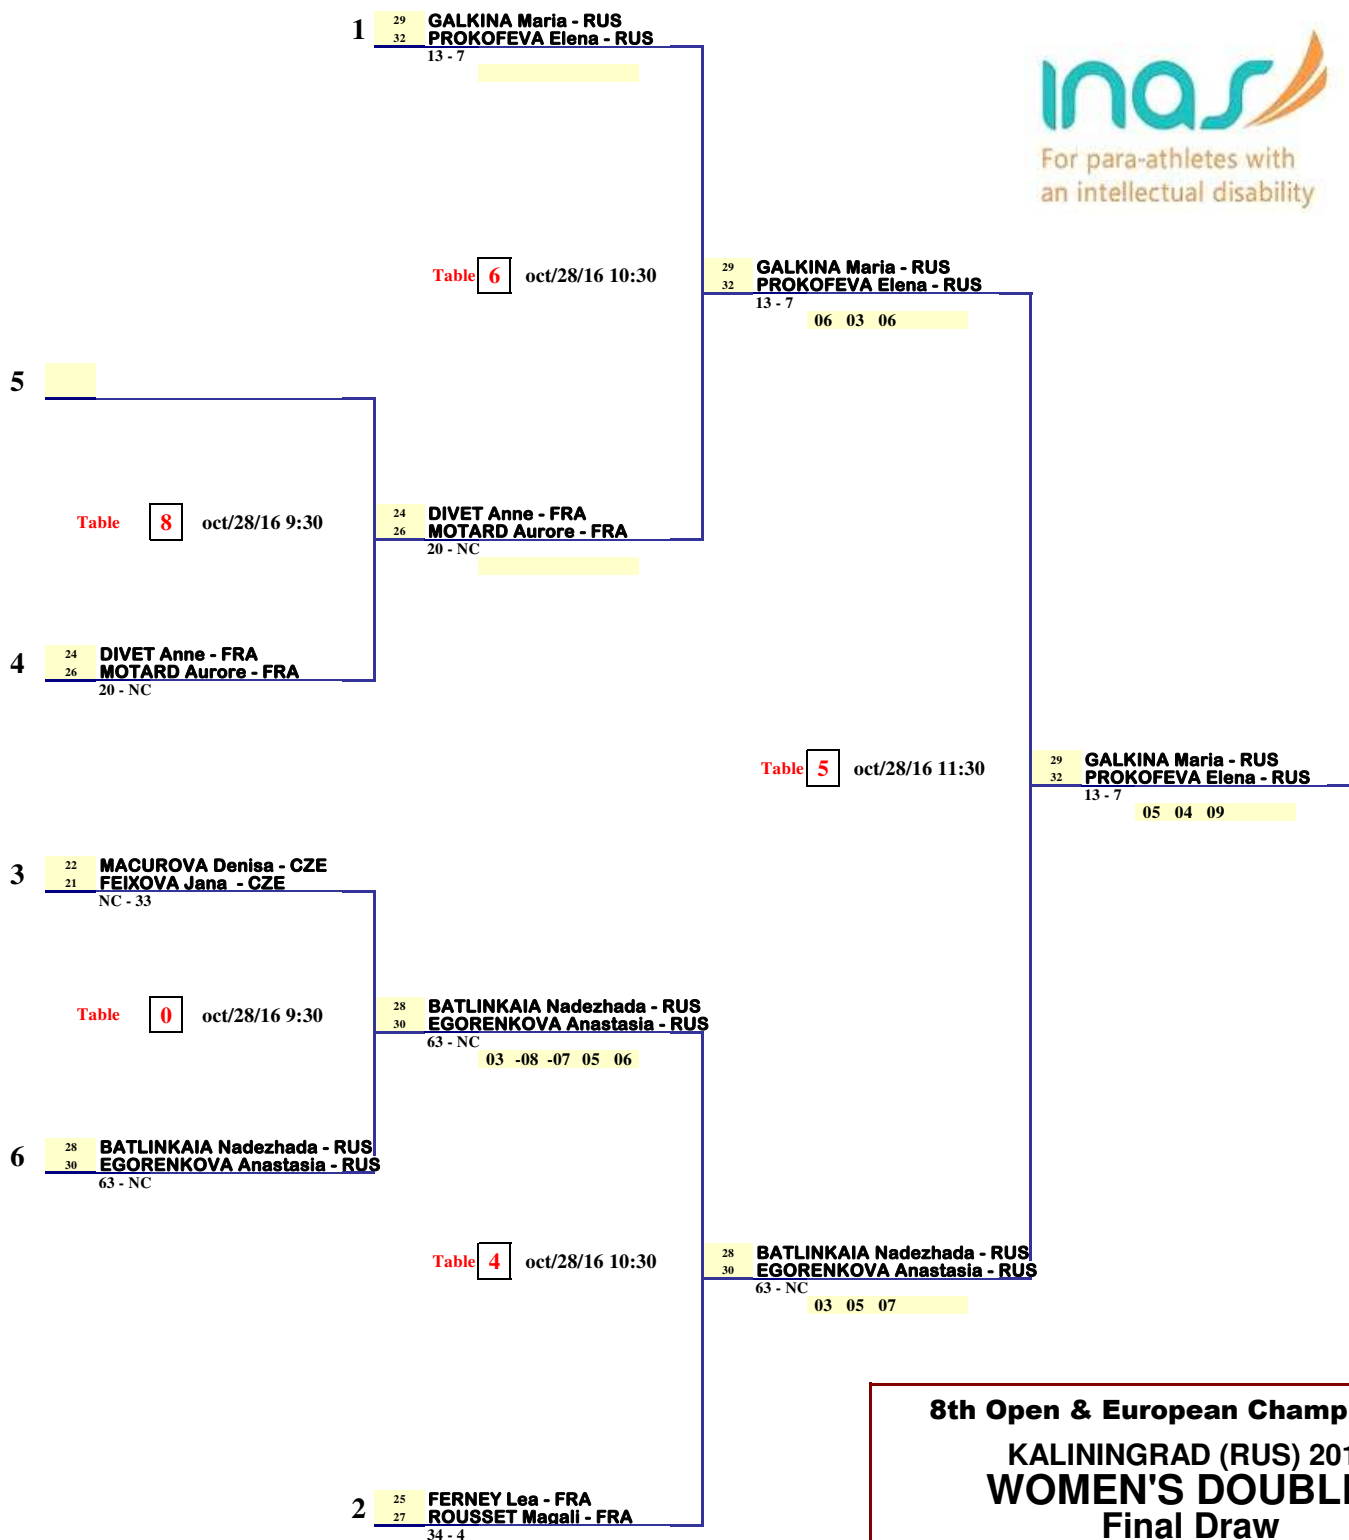 1
29 GALKINA Maria - RUS
32 PROKOFEVA Elena - RUS
13 - 7
inas
For para-athletes with
an intellectual disability
Table 6 oct/28/16 10:30
29 GALKINA Maria - RUS
32 PROKOFEVA Elena - RUS
13 - 7
06 03 06
5
Table 8 oct/28/16 9:30
24 DIVET Anne - FRA
26 MOTARD Aurore - FRA
20 - NC
4
24 DIVET Anne - FRA
26 MOTARD Aurore - FRA
20 - NC
Table 5 oct/28/16 11:30
29 GALKINA Maria - RUS
32 PROKOFEVA Elena - RUS
13 - 7
05 04 09
3
22 MACUROVA Denisa - CZE
21 FEIXOVA Jana - CZE
NC - 33
Table 0 oct/28/16 9:30
28 BATLINKAIA Nadezhada - RUS
30 EGORENKOVA Anastasia - RUS
63 - NC
03 -08 -07 05 06
6
28 BATLINKAIA Nadezhada - RUS
30 EGORENKOVA Anastasia - RUS
63 - NC
Table 4 oct/28/16 10:30
28 BATLINKAIA Nadezhada - RUS
30 EGORENKOVA Anastasia - RUS
63 - NC
03 05 07
8th Open & European Champ
KALININGRAD (RUS) 201
WOMEN'S DOUBL
Final Draw
2
25 FERNEY Lea - FRA
27 ROUSSET Magali - FRA
34 - 4